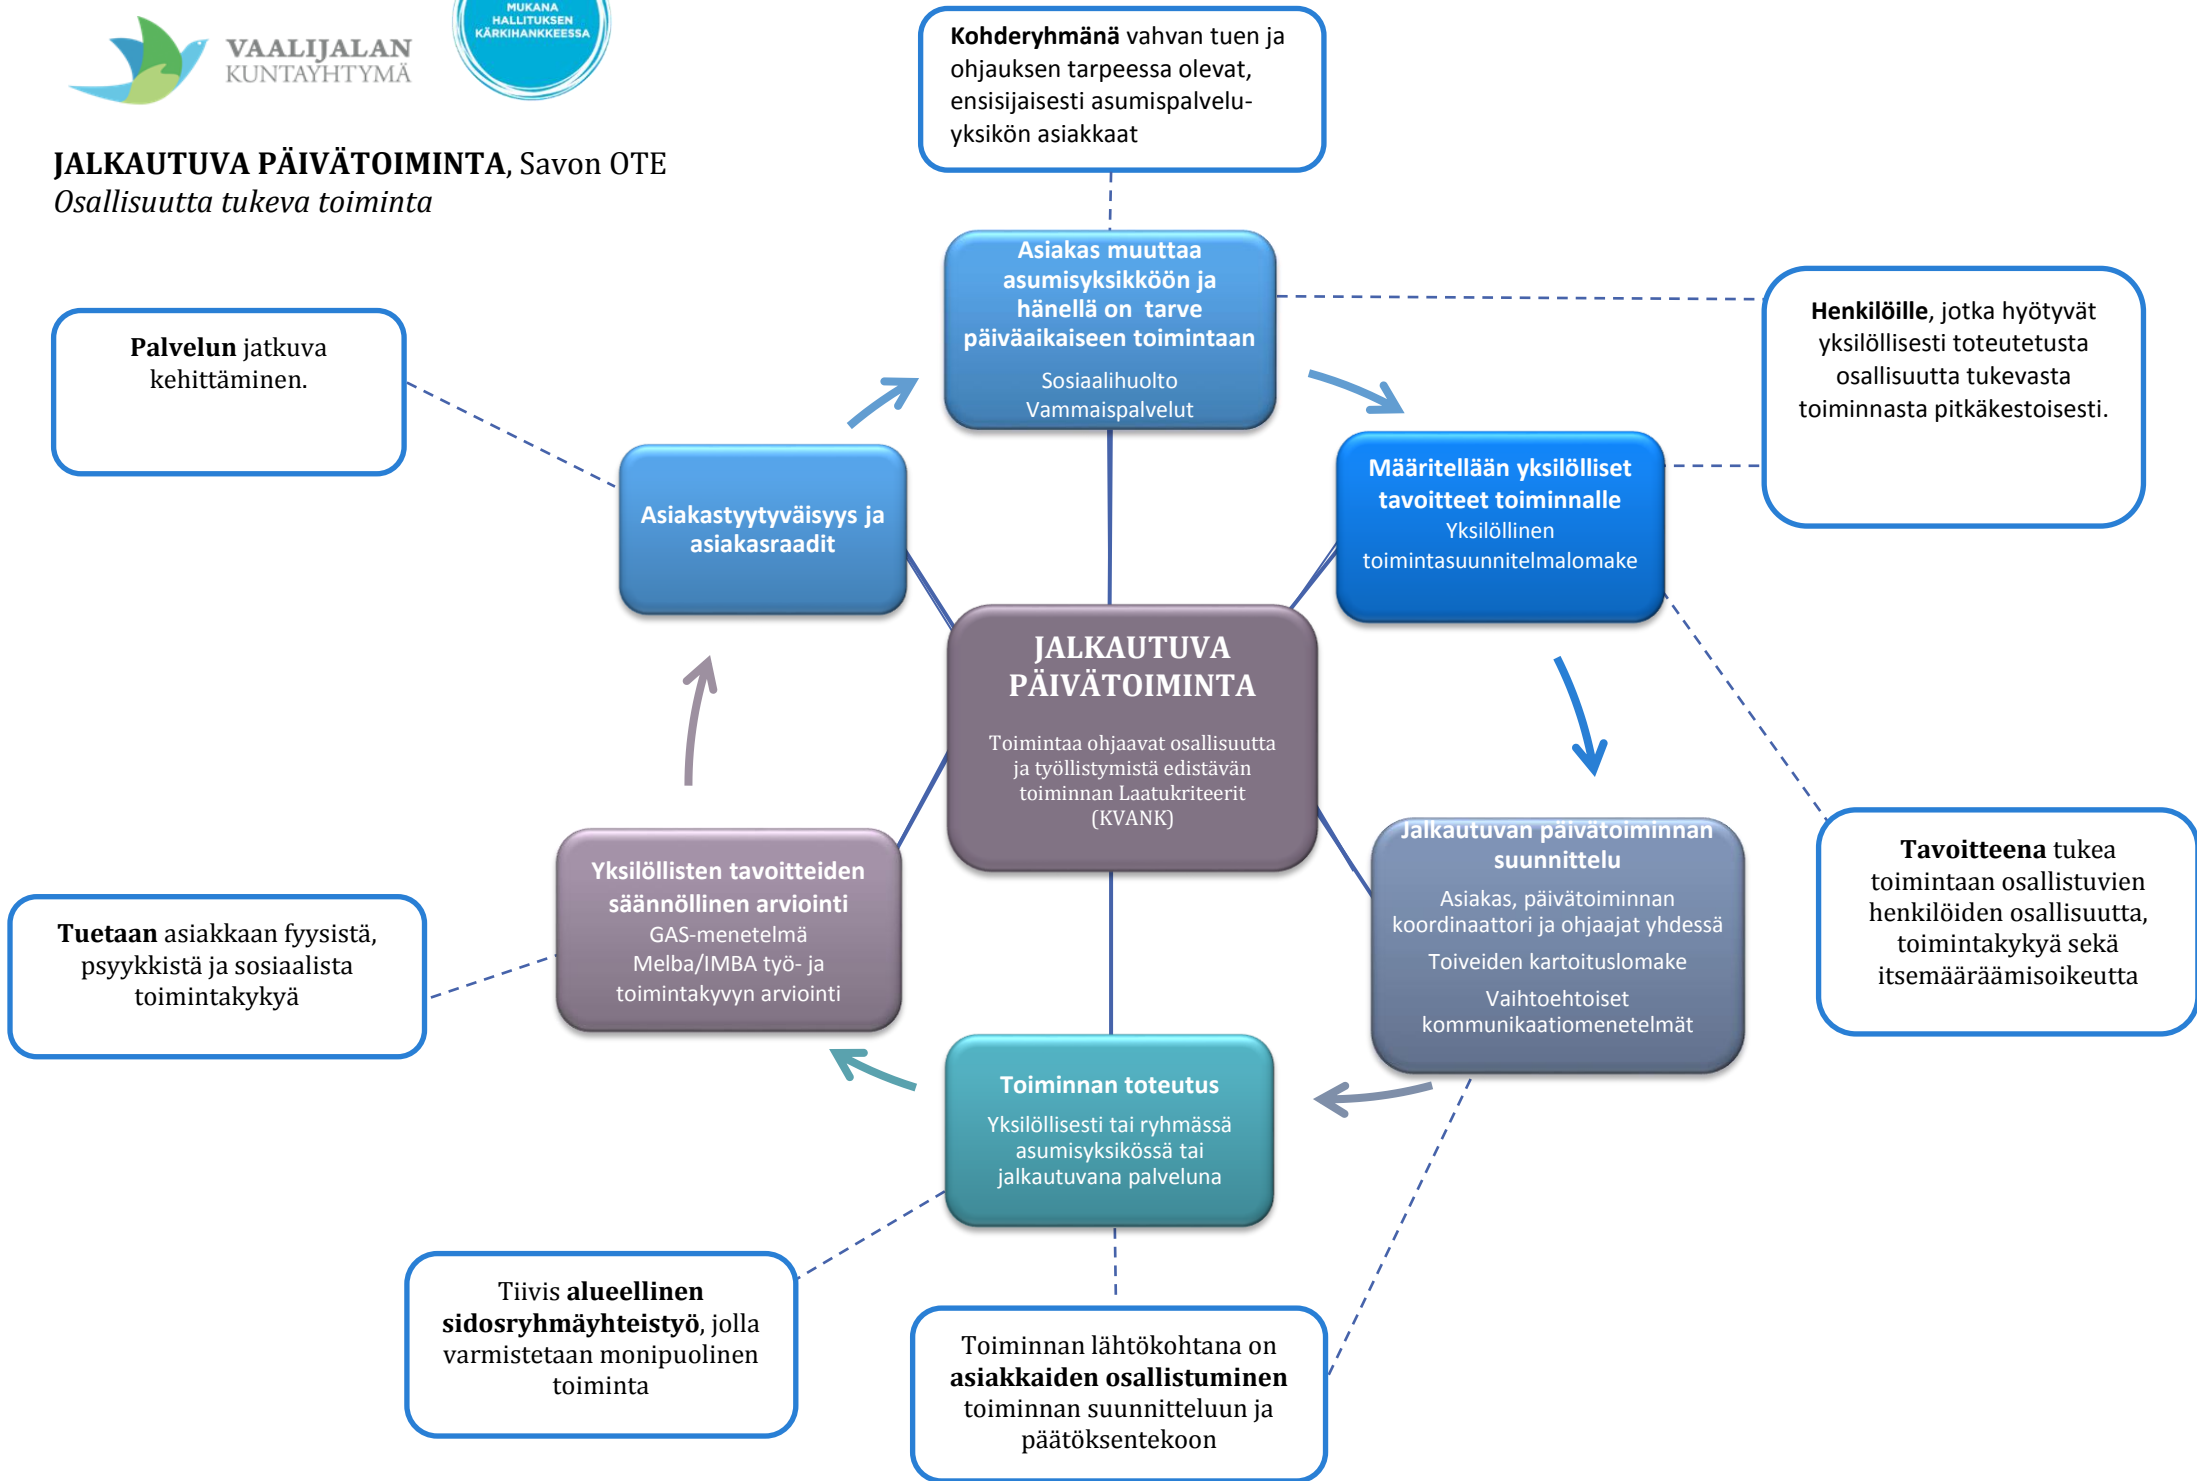 VAALIJALAN
KUNTAYHTYMÄ
MUKANA
HALLITUKSEN
KÄRKIHANKKEESSA
JALKAUTUVA PÄIVÄTOIMINTA, Savon OTE
Osallisuutta tukeva toiminta
Kohderyhmänä vahvan tuen ja
ohjauksen tarpeessa olevat,
ensisijaisesti asumispalvelu-
yksikön asiakkaat
Asiakas muuttaa
asumisyksikköön ja
hänellä on tarve
päiväaikaiseen toimintaan
Sosiaalihuolto
Vammaispalvelut
Henkilöille, jotka hyötyvät
yksilöllisesti toteutetusta
osallisuutta tukevasta
toiminnasta pitkäkestoisesti.
Palvelun jatkuva
kehittäminen.
Asiakastyytyväisyys ja
asiakasraadit
Määritellään yksilölliset
tavoitteet toiminnalle
Yksilöllinen
toimintasuunnitelmalomake
JALKAUTUVA
PÄIVÄTOIMINTA
Toimintaa ohjaavat osallisuutta
ja työllistymistä edistävän
toiminnan Laatukriteerit
(KVANK)
Jalkautuvan päivätoiminnan
suunnittelu
Asiakas, päivätoiminnan
koordinaattori ja ohjaajat yhdessä
Toiveiden kartoituslomake
Vaihtoehtoiset
kommunikaatiomenetelmät
Tavoitteena tukea
toimintaan osallistuvien
henkilöiden osallisuutta,
toimintakykyä sekä
itsemääräämisoikeutta
Yksilöllisten tavoitteiden
säännöllinen arviointi
GAS-menetelmä
Melba/IMBA työ- ja
toimintakyvyn arviointi
Tuetaan asiakkaan fyysistä,
psyykkistä ja sosiaalista
toimintakykyä
Toiminnan toteutus
Yksilöllisesti tai ryhmässä
asumisyksikössä tai
jalkautuvana palveluna
Tiivis alueellinen
sidosryhmäyhteistyö, jolla
varmistetaan monipuolinen
toiminta
Toiminnan lähtökohtana on
asiakkaiden osallistuminen
toiminnan suunnitteluun ja
päätöksentekoon